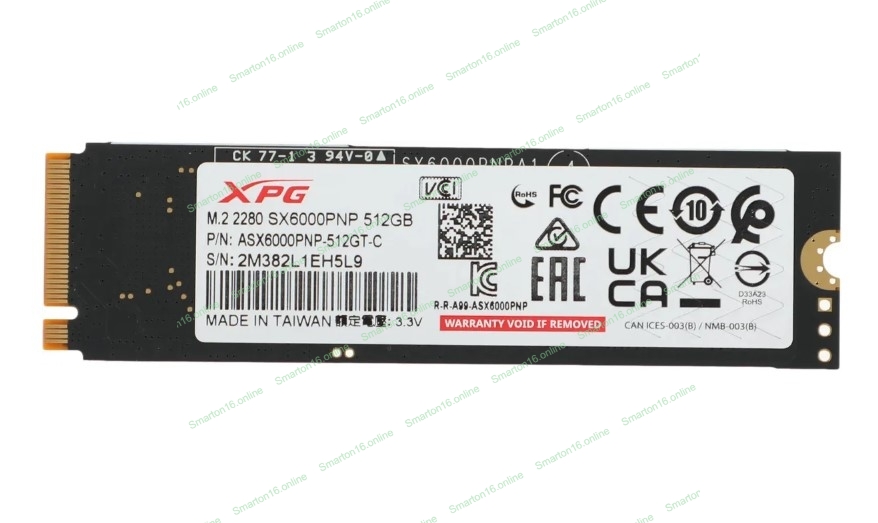 CK 77-1 3 94V-0
SX6000PNPA1
XPG
VCI
M.2 2280 SX6000PNP 512GB
P/N: ASX6000PNP-512GT-C
S/N: 2M382L1EH5L9
MADE IN TAIWAN 額定電壓: 3.3V
R-R-A99-ASX6000PNP
WARRANTY VOID IF REMOVED
RoHS
FC
CE
10
EAC
UK
CA
D33A23
RoHS
CAN ICES-003(B) / NMB-003(B)
Smarton16.online